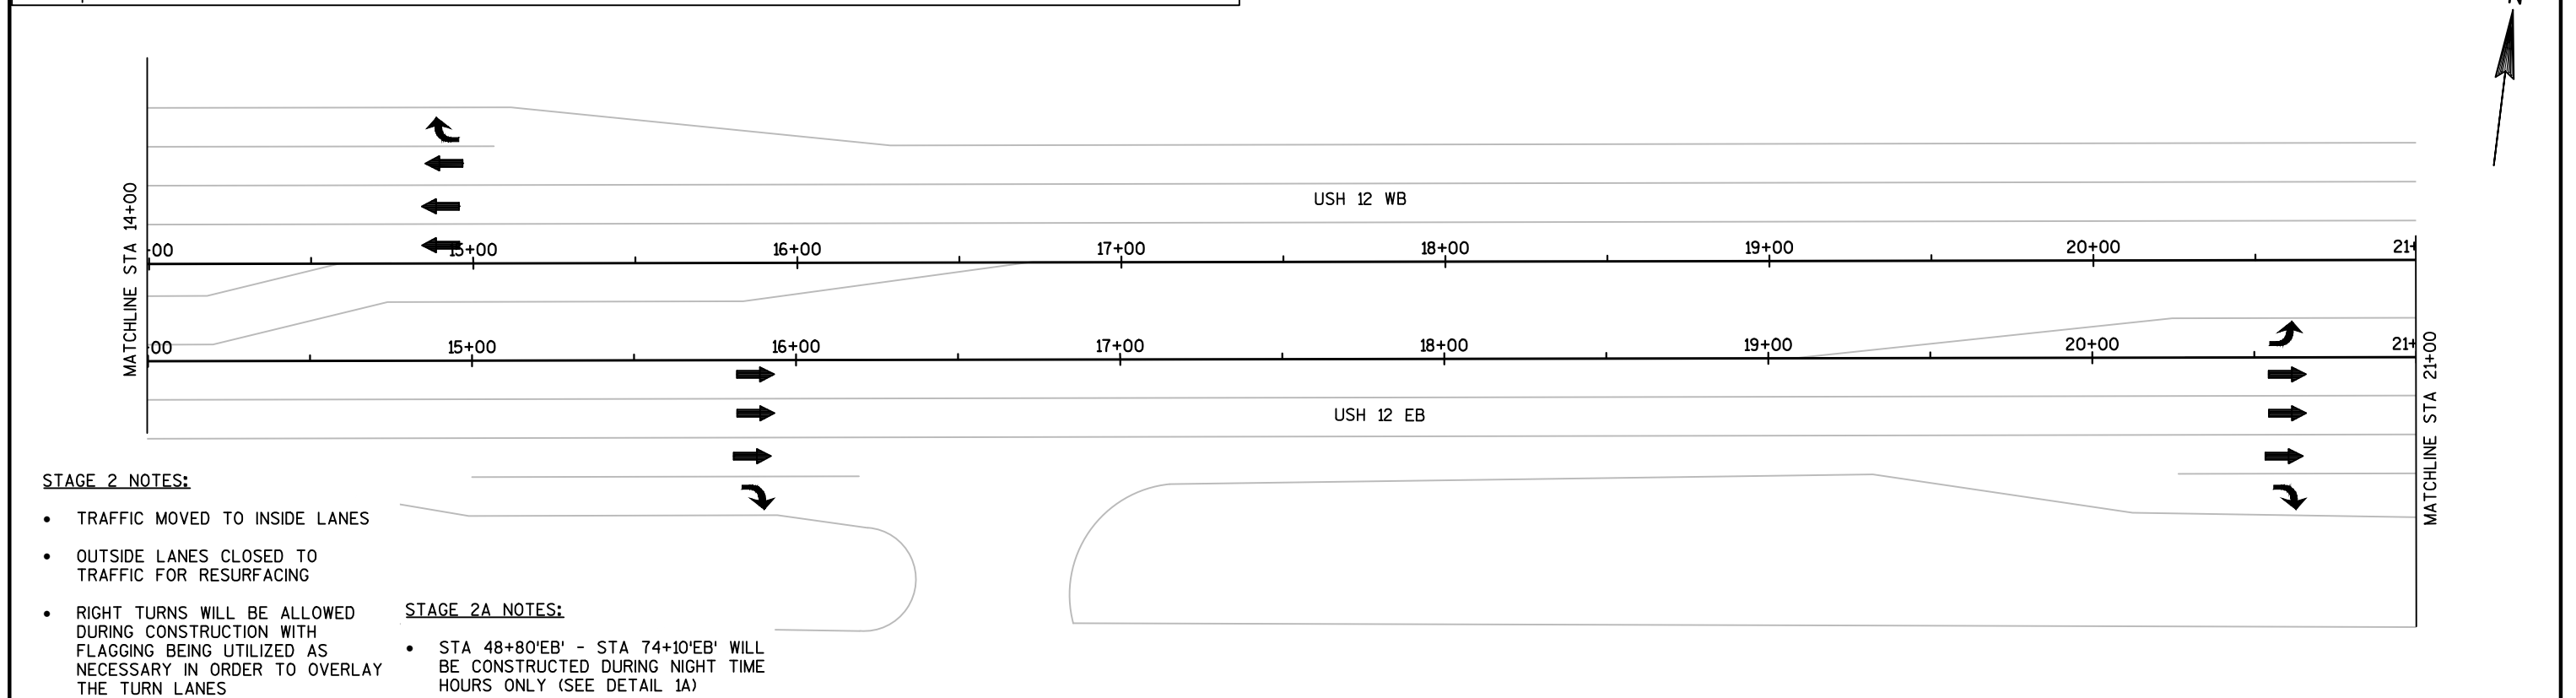 N
MATCHLINE STA 14+00
USH 12 WB
00 15+00 16+00 17+00 18+00 19+00 20+00 21+
00 15+00 16+00 17+00 18+00 19+00 20+00 21+
USH 12 EB
MATCHLINE STA 21+00
STAGE 2 NOTES:
• TRAFFIC MOVED TO INSIDE LANES
• OUTSIDE LANES CLOSED TO
TRAFFIC FOR RESURFACING
• RIGHT TURNS WILL BE ALLOWED
DURING CONSTRUCTION WITH
FLAGGING BEING UTILIZED AS
NECESSARY IN ORDER TO OVERLAY
THE TURN LANES
STAGE 2A NOTES:
• STA 48+80'EB' - STA 74+10'EB' WILL
BE CONSTRUCTED DURING NIGHT TIME
HOURS ONLY (SEE DETAIL 1A)